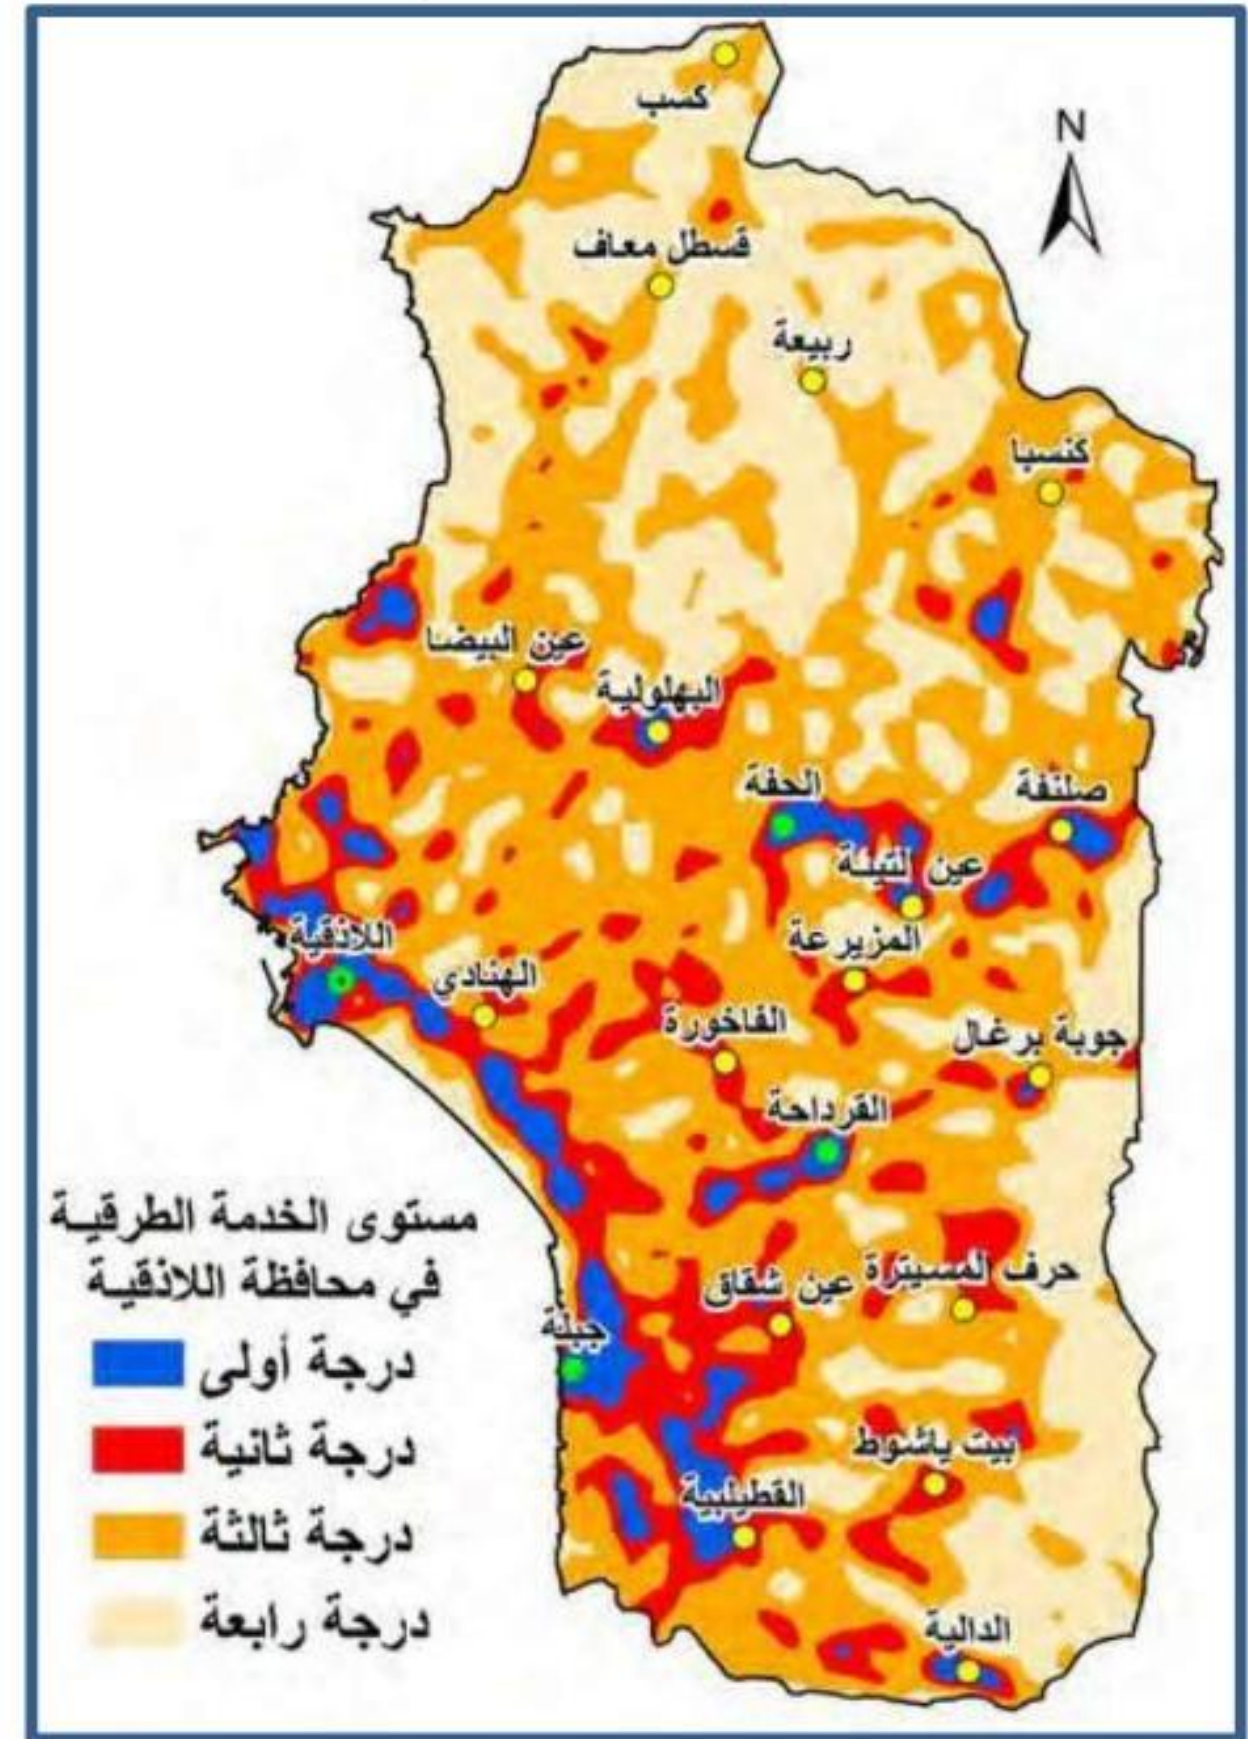 كسب
N
قسطل معاف
ربيعة
كنسبا
عين البيضا
البهلولية
الحفة
صلنفة
عين التينة
المزيرعة
اللاذقية
الهنادي
الفاخورة
جوبة برغال
القرداحة
حرف المسيترة
عين شقاق
جبلة
بيت ياشوط
القطيلبية
الدالية
مستوى الخدمة الطرقية
في محافظة اللاذقية
درجة أولى
درجة ثانية
درجة ثالثة
درجة رابعة